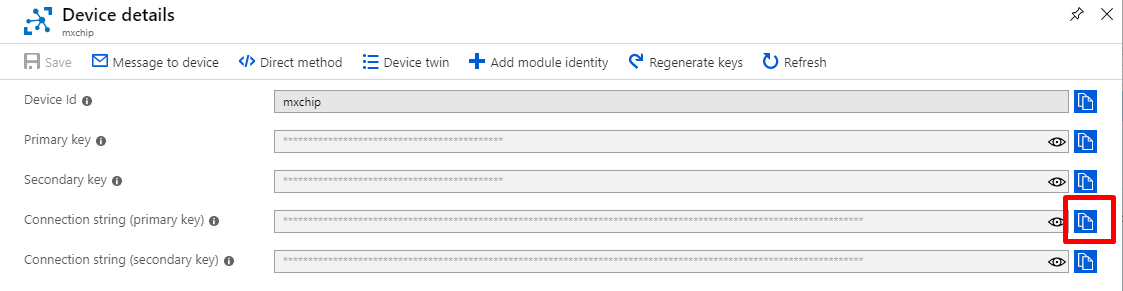 Device details
mxchip
Save Message to device Direct method Device twin Add module identity Regenerate keys Refresh
Device Id mxchip
Primary key ********************************************
Secondary key ********************************************
Connection string (primary key) ********************************************************************************************************************
Connection string (secondary key) ********************************************************************************************************************